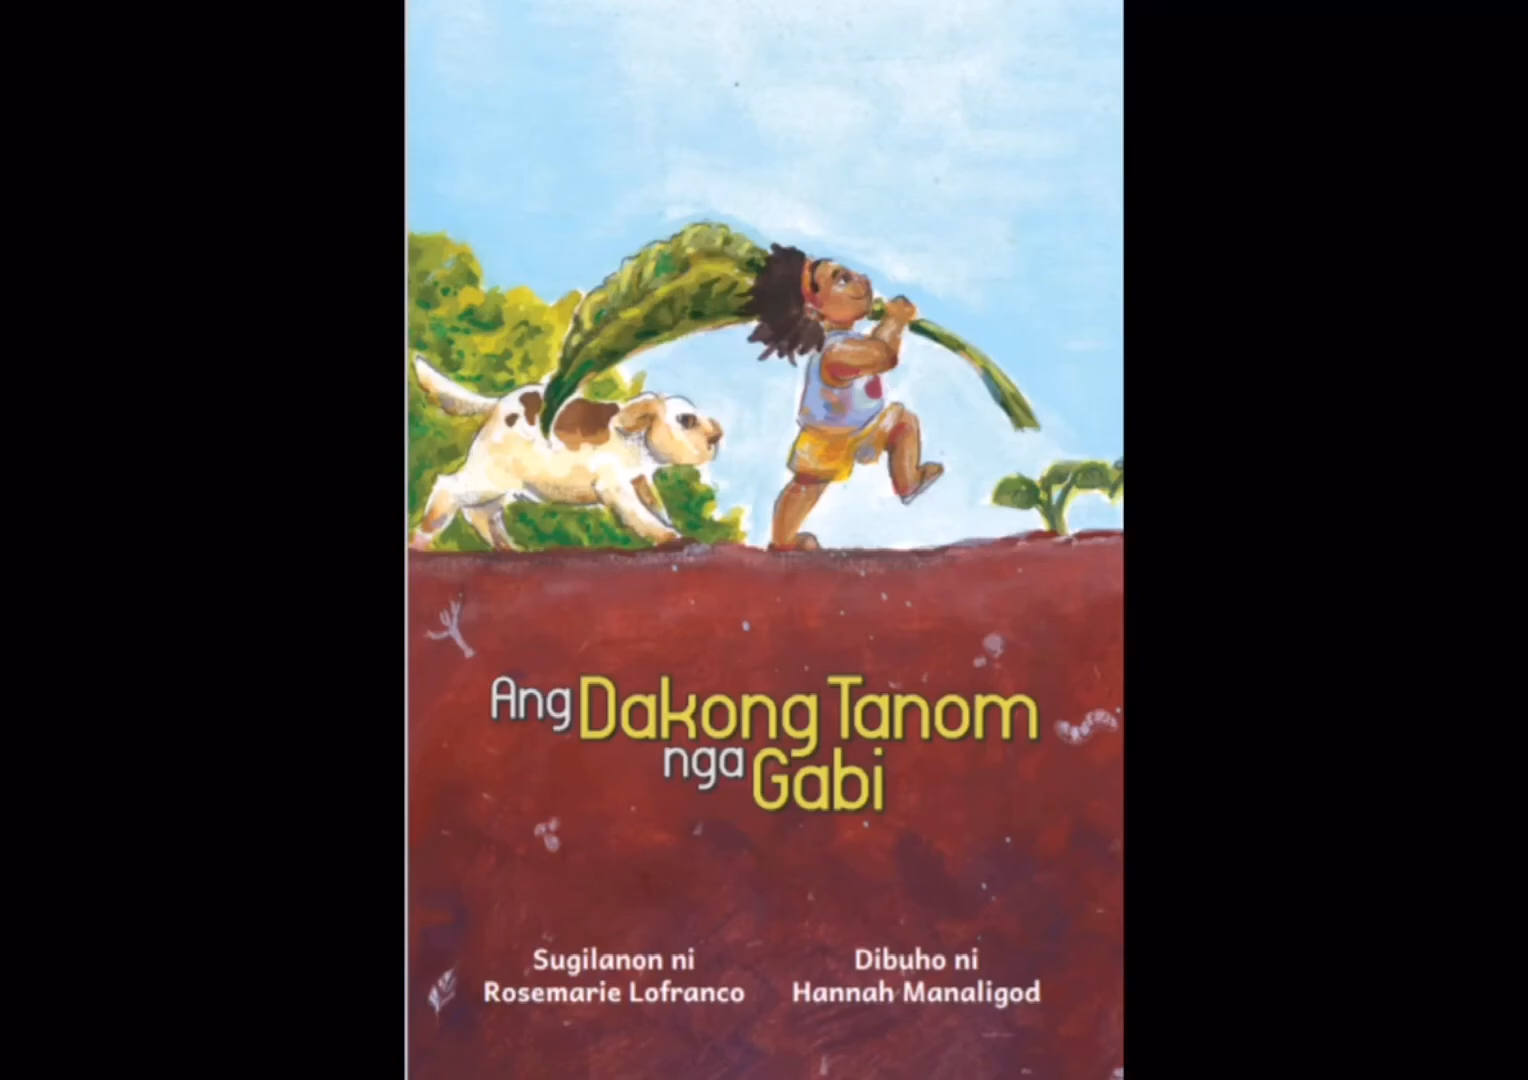 Ang Dakong Tanom
nga Gabi
Sugilanon ni
Rosemarie Lofranco
Dibuho ni
Hannah Manaligod